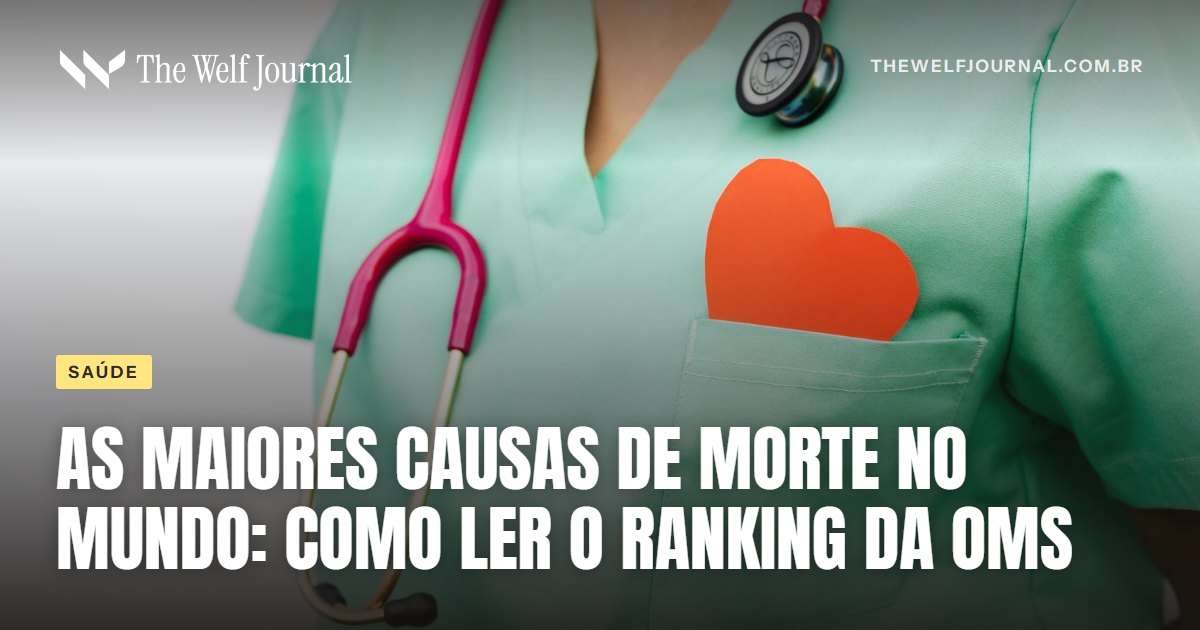 The Welf Journal
THEWELFJOURNAL.COM.BR
SAÚDE
AS MAIORES CAUSAS DE MORTE NO
MUNDO: COMO LER O RANKING DA OMS